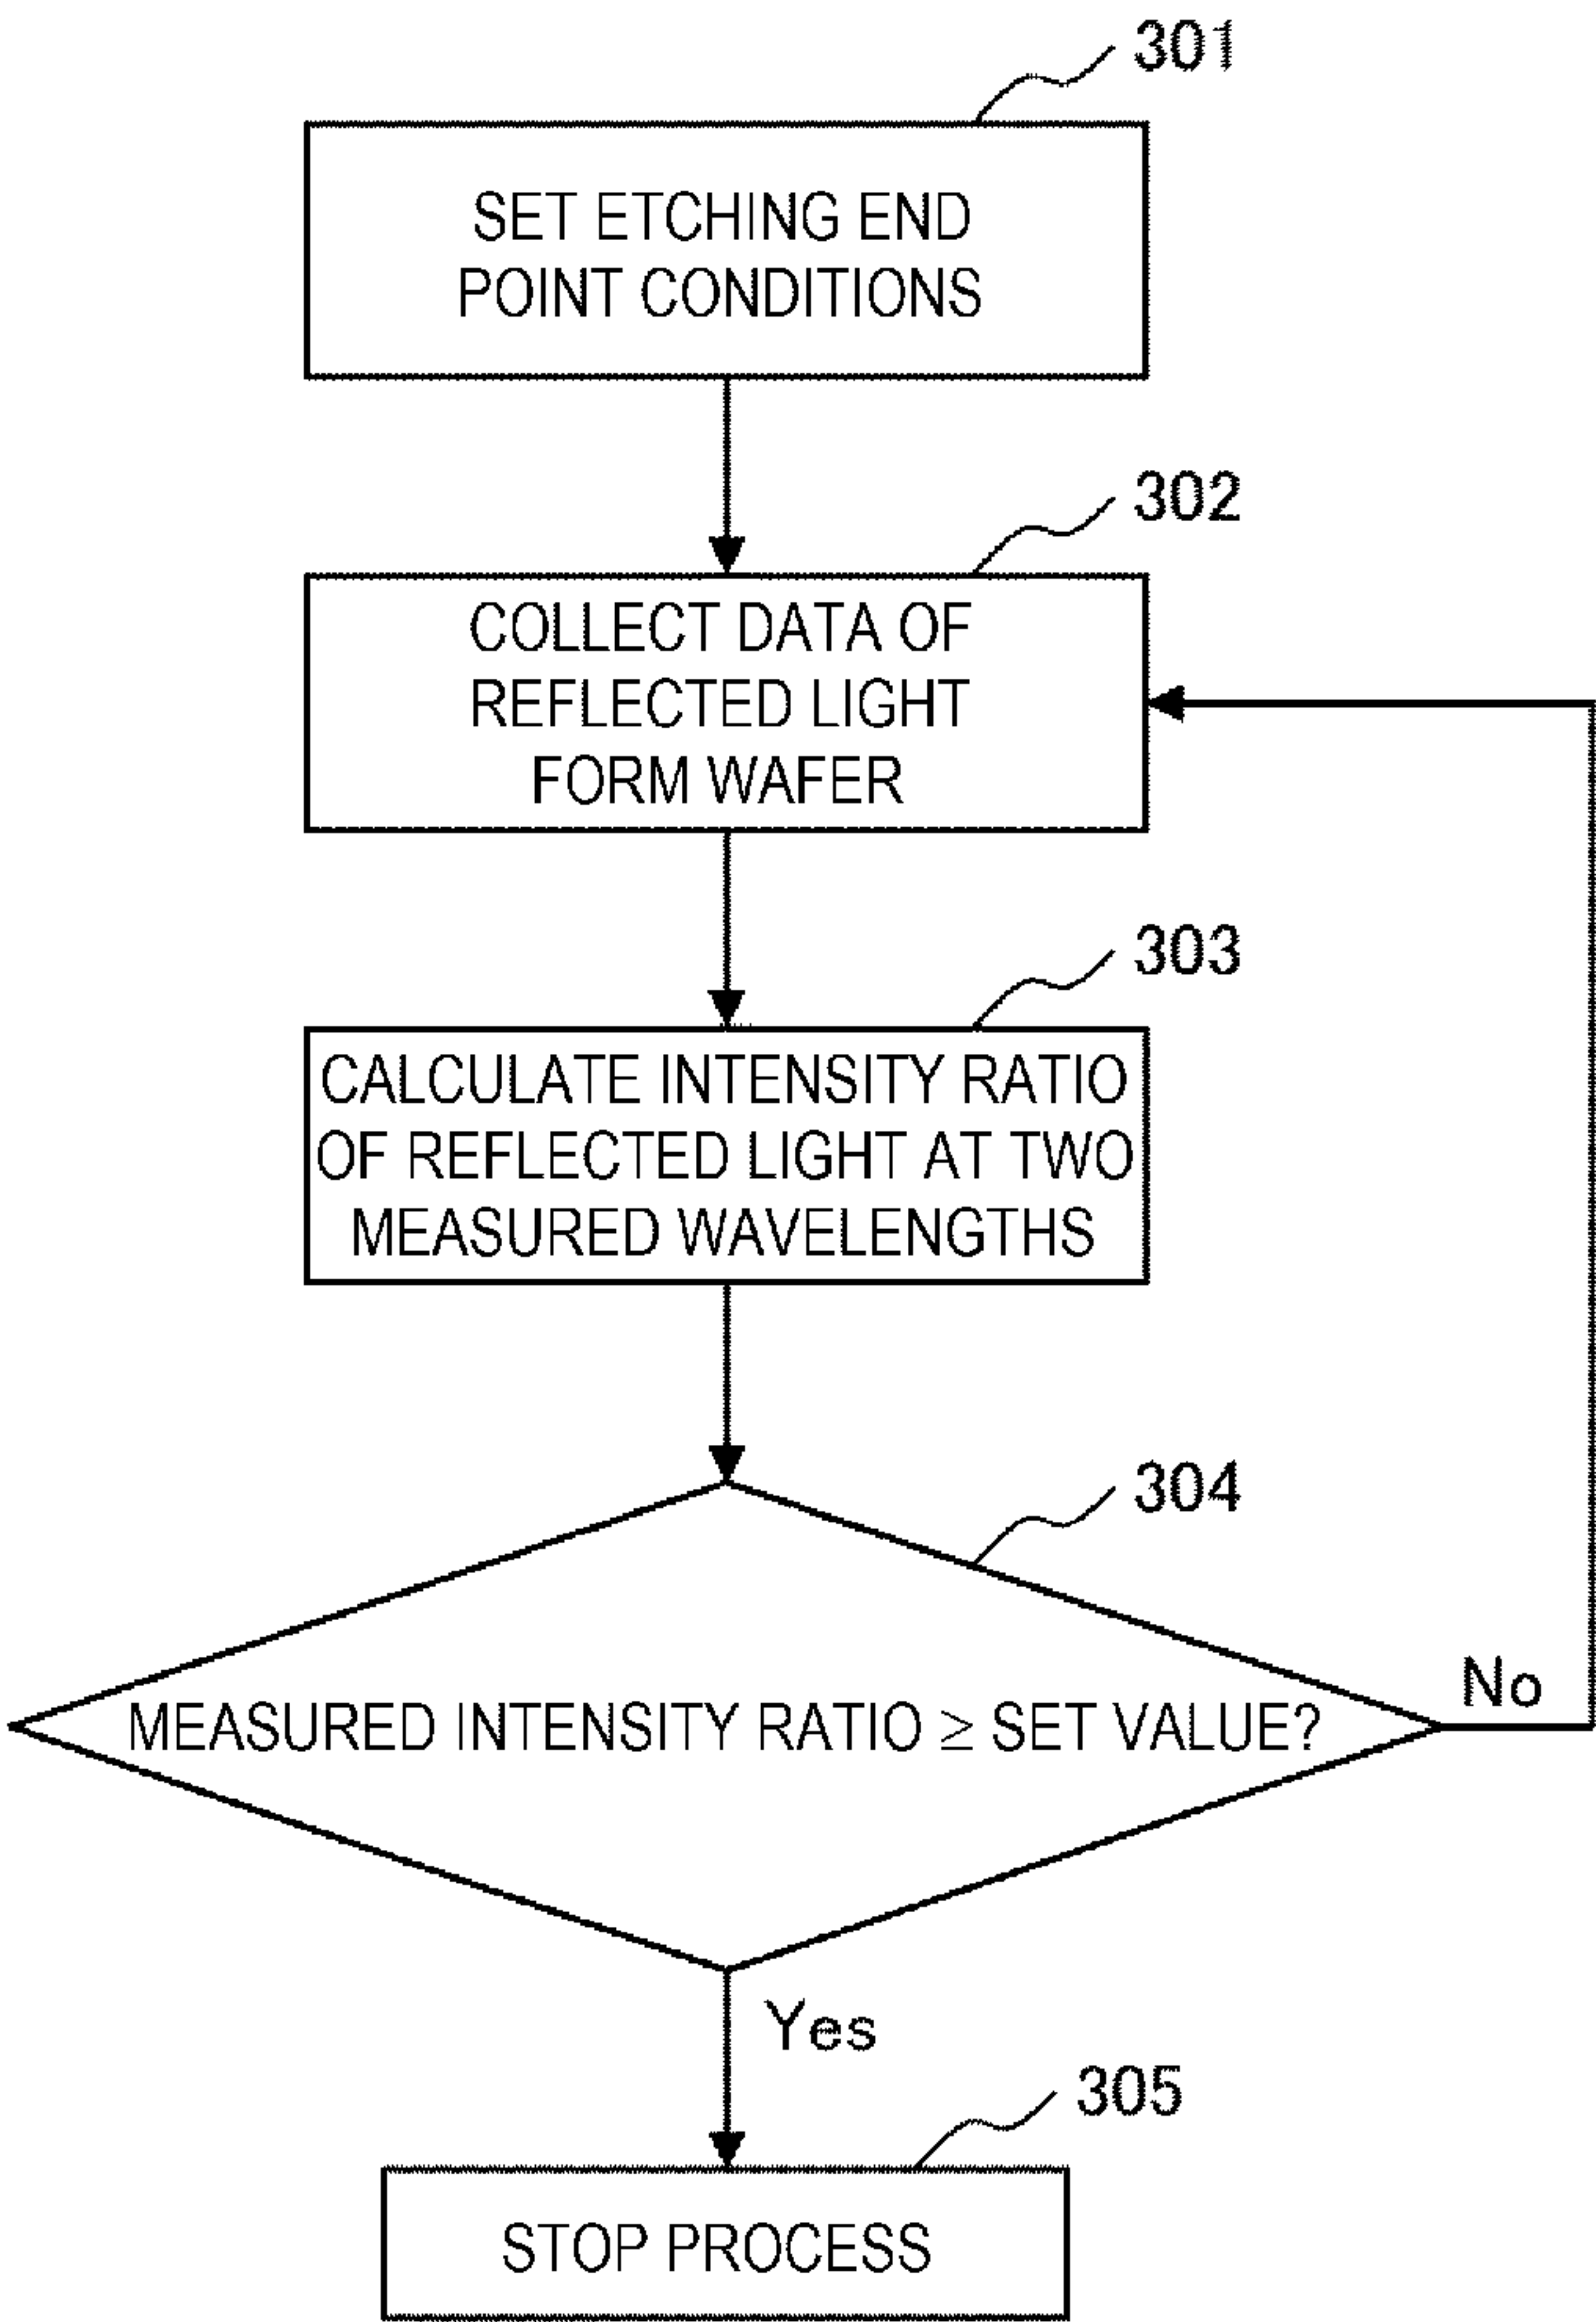 301
SET ETCHING END
POINT CONDITIONS
302
COLLECT DATA OF
REFLECTED LIGHT
FORM WAFER
303
CALCULATE INTENSITY RATIO
OF REFLECTED LIGHT AT TWO
MEASURED WAVELENGTHS
304
MEASURED INTENSITY RATIO ≥ SET VALUE?
No
Yes
305
STOP PROCESS